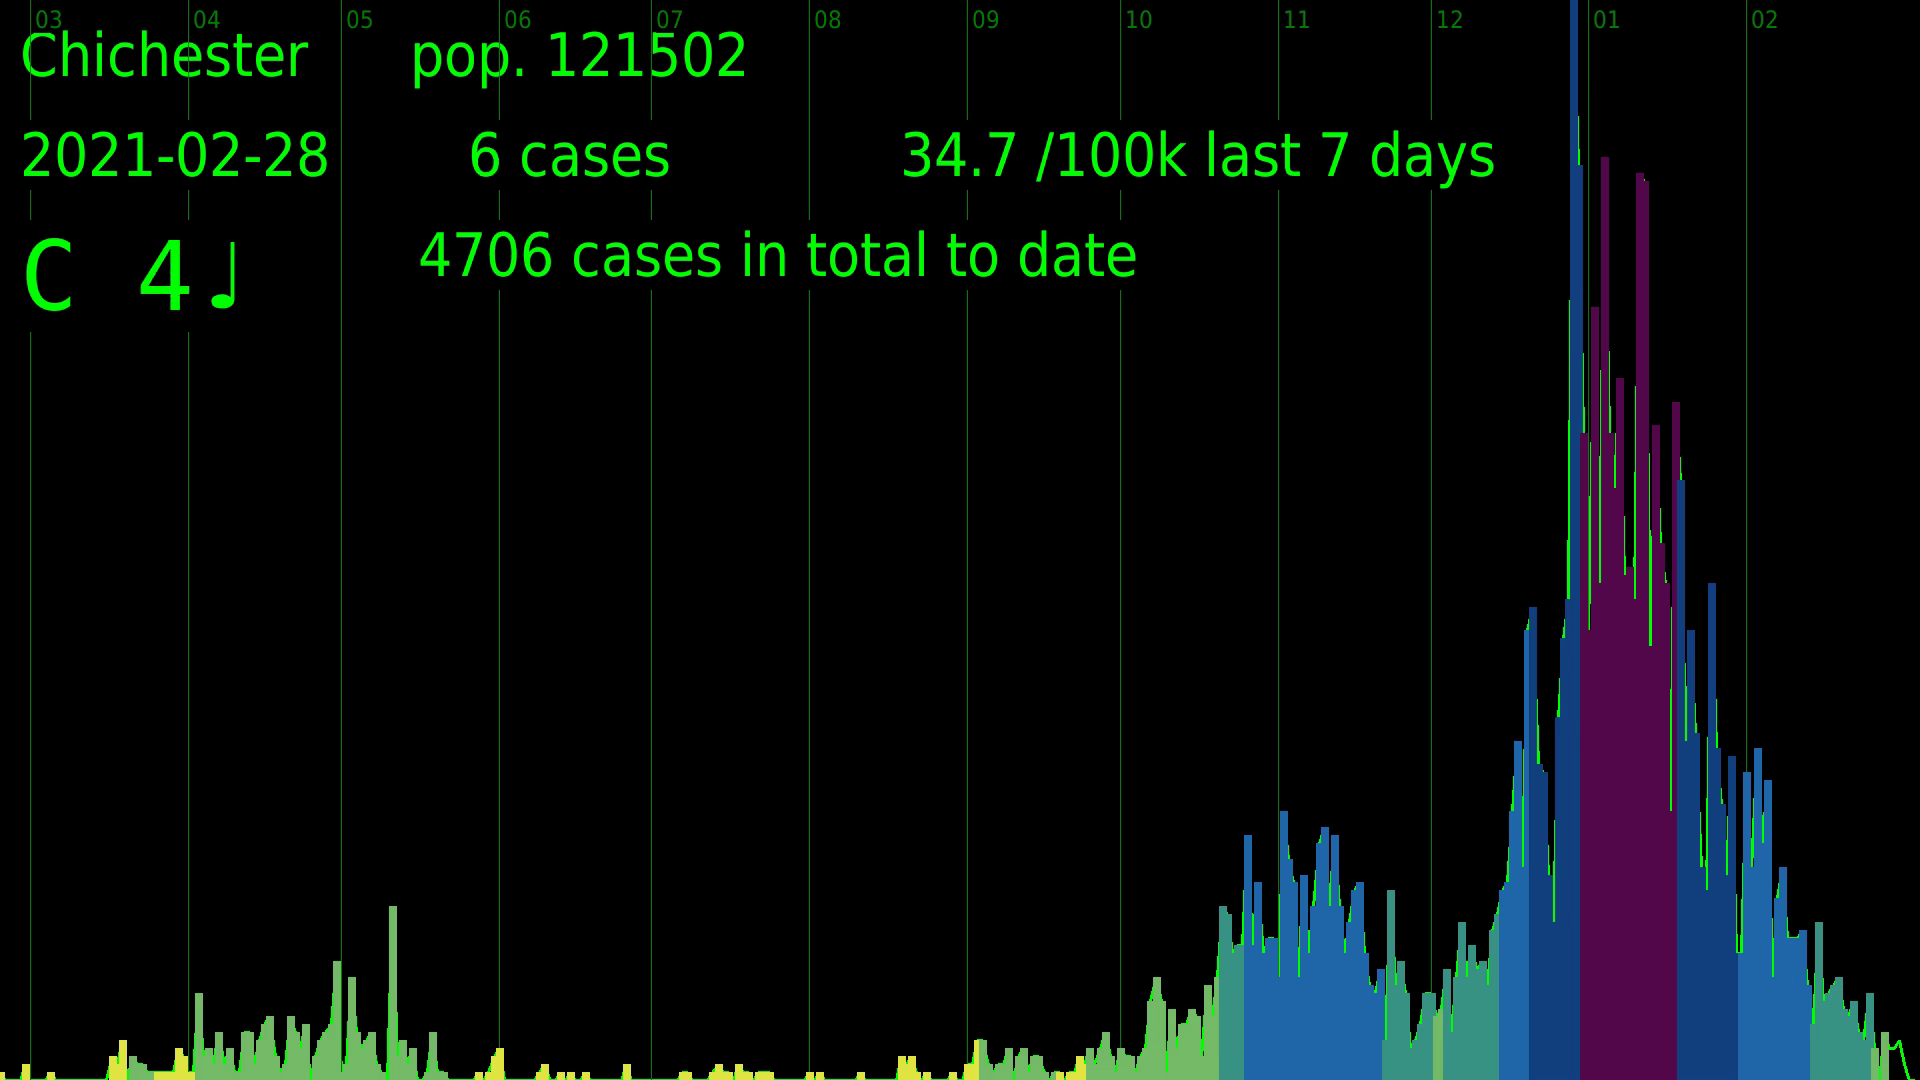 03 04 05 06 07 08 09 10 11 12 01 02
Chichester pop. 121502
2021-02-28 6 cases 34.7 /100k last 7 days
C 4♩ 4706 cases in total to date